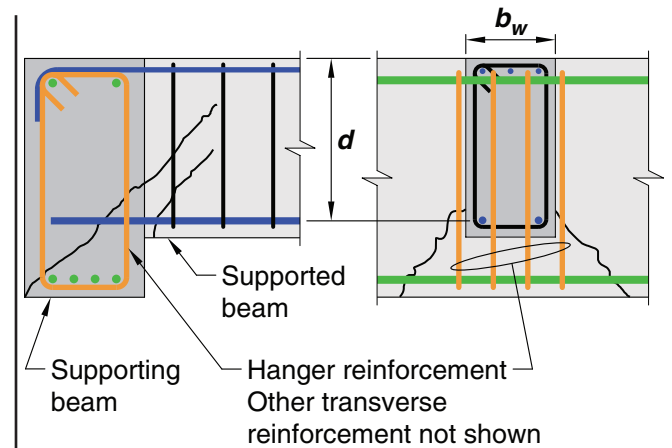 b_w
d
Supported
beam
Supporting
beam
Hanger reinforcement
Other transverse
reinforcement not shown